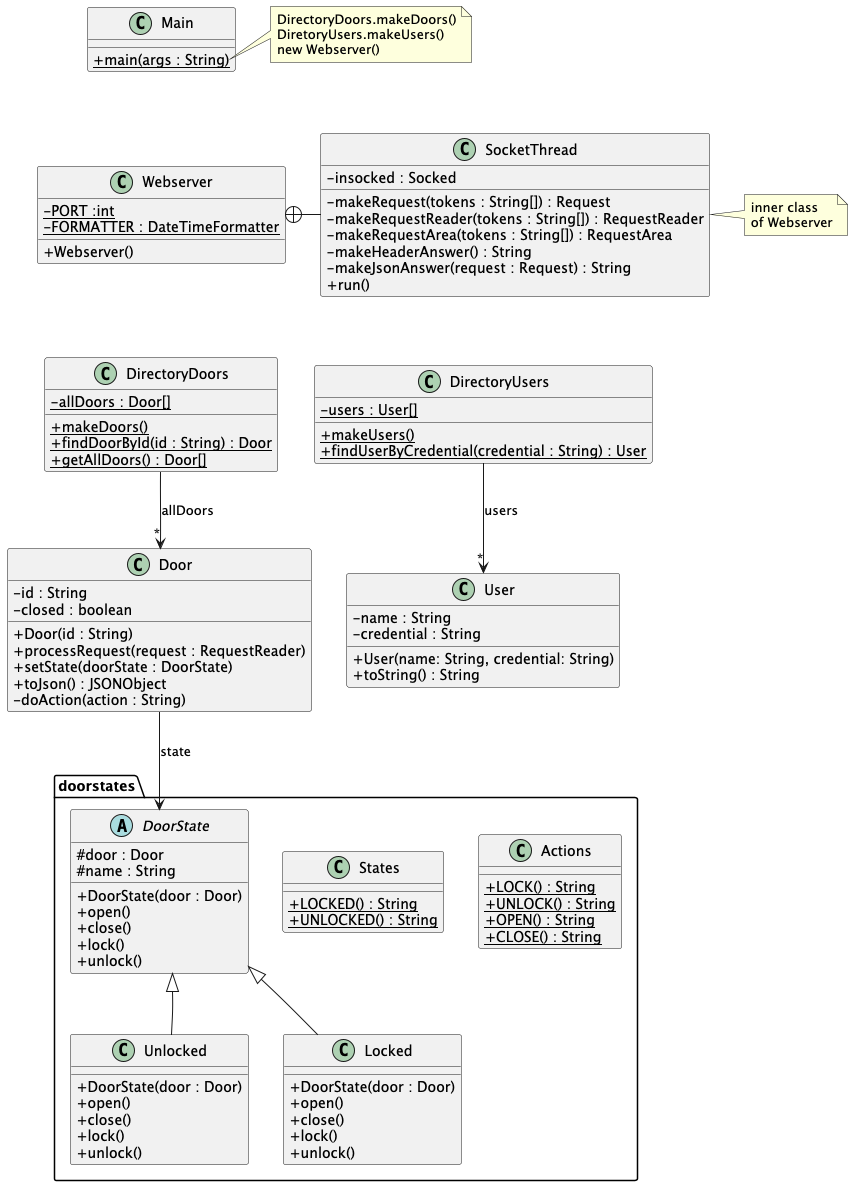 C Main
+main(args : String)
DirectoryDoors.makeDoors()
DiretoryUsers.makeUsers()
new Webserver()
C Webserver
-PORT :int
-FORMATTER : DateTimeFormatter
+Webserver()
C SocketThread
-insocked : Socked
-makeRequest(tokens : String[]) : Request
-makeRequestReader(tokens : String[]) : RequestReader
-makeRequestArea(tokens : String[]) : RequestArea
-makeHeaderAnswer() : String
-makeJsonAnswer(request : Request) : String
+run()
inner class
of Webserver
C DirectoryDoors
-allDoors : Door[]
+makeDoors()
+findDoorById(id : String) : Door
+getAllDoors() : Door[]
C DirectoryUsers
-users : User[]
+makeUsers()
+findUserByCredential(credential : String) : User
allDoors
*
users
*
C Door
-id : String
-closed : boolean
+Door(id : String)
+processRequest(request : RequestReader)
+setState(doorState : DoorState)
+toJson() : JSONObject
-doAction(action : String)
C User
-name : String
-credential : String
+User(name: String, credential: String)
+toString() : String
state
doorstates
A DoorState
#door : Door
#name : String
+DoorState(door : Door)
+open()
+close()
+lock()
+unlock()
C States
+LOCKED() : String
+UNLOCKED() : String
C Actions
+LOCK() : String
+UNLOCK() : String
+OPEN() : String
+CLOSE() : String
C Unlocked
+DoorState(door : Door)
+open()
+close()
+lock()
+unlock()
C Locked
+DoorState(door : Door)
+open()
+close()
+lock()
+unlock()